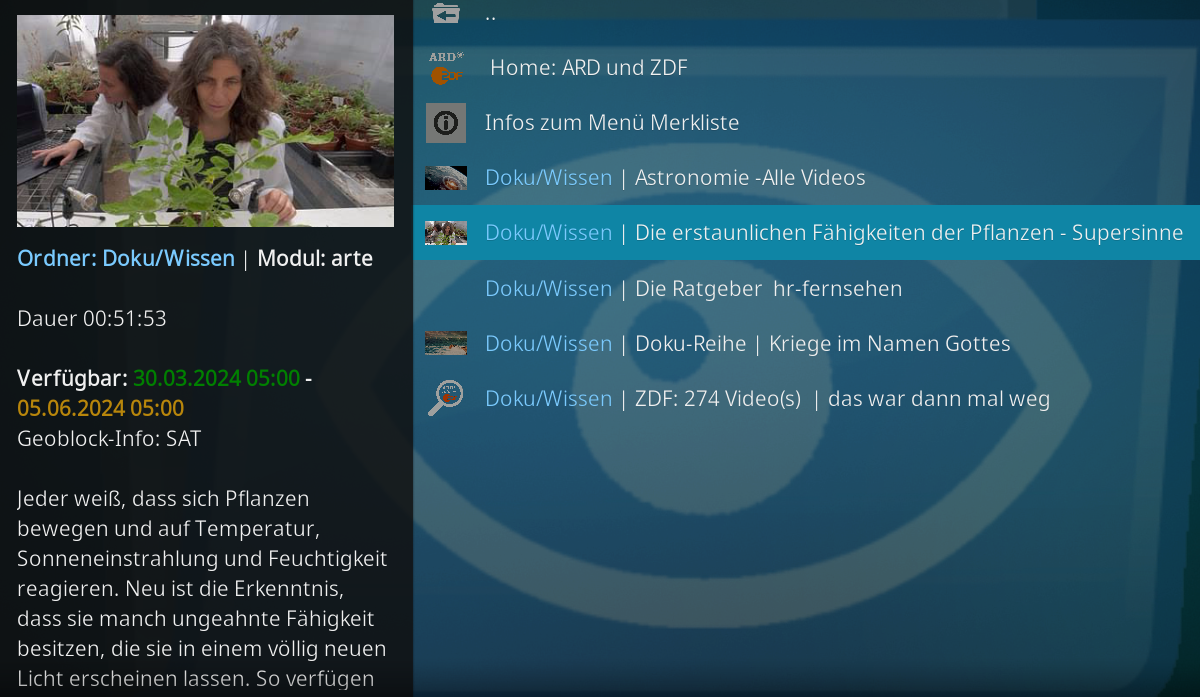 Ordner: Doku/Wissen | Modul: arte
Dauer 00:51:53
Verfügbar: 30.03.2024 05:00 -
05.06.2024 05:00
Geoblock-Info: SAT
Jeder weiß, dass sich Pflanzen
bewegen und auf Temperatur,
Sonneneinstrahlung und Feuchtigkeit
reagieren. Neu ist die Erkenntnis,
dass sie manch ungeahnte Fähigkeit
besitzen, die sie in einem völlig neuen
Licht erscheinen lassen. So verfügen
..
ARD
ZDF
Home: ARD und ZDF
Infos zum Menü Merkliste
Doku/Wissen | Astronomie -Alle Videos
Doku/Wissen | Die erstaunlichen Fähigkeiten der Pflanzen - Supersinne
Doku/Wissen | Die Ratgeber  hr-fernsehen
Doku/Wissen | Doku-Reihe | Kriege im Namen Gottes
Doku/Wissen | ZDF: 274 Video(s)  | das war dann mal weg